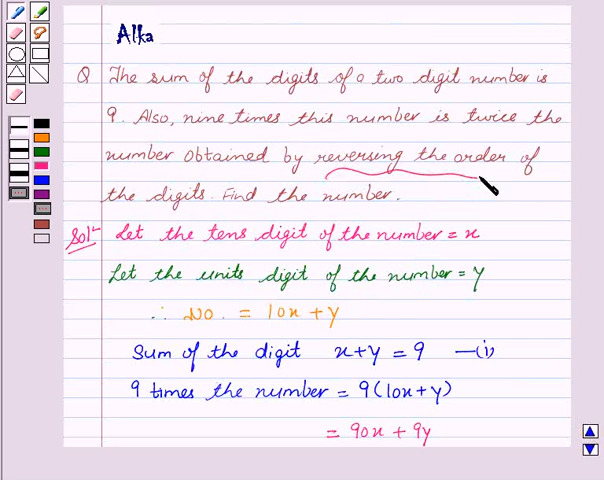 Alka
Q The sum of the digits of a two digit number is
9. Also, nine times this number is twice the
number obtained by reversing the order of
the digits. Find the number.
Solⁿ Let the tens digit of the number = x
Let the units digit of the number = y
∴ No. = 10x + y
Sum of the digit x + y = 9 —(i)
9 times the number = 9(10x + y)
= 90x + 9y